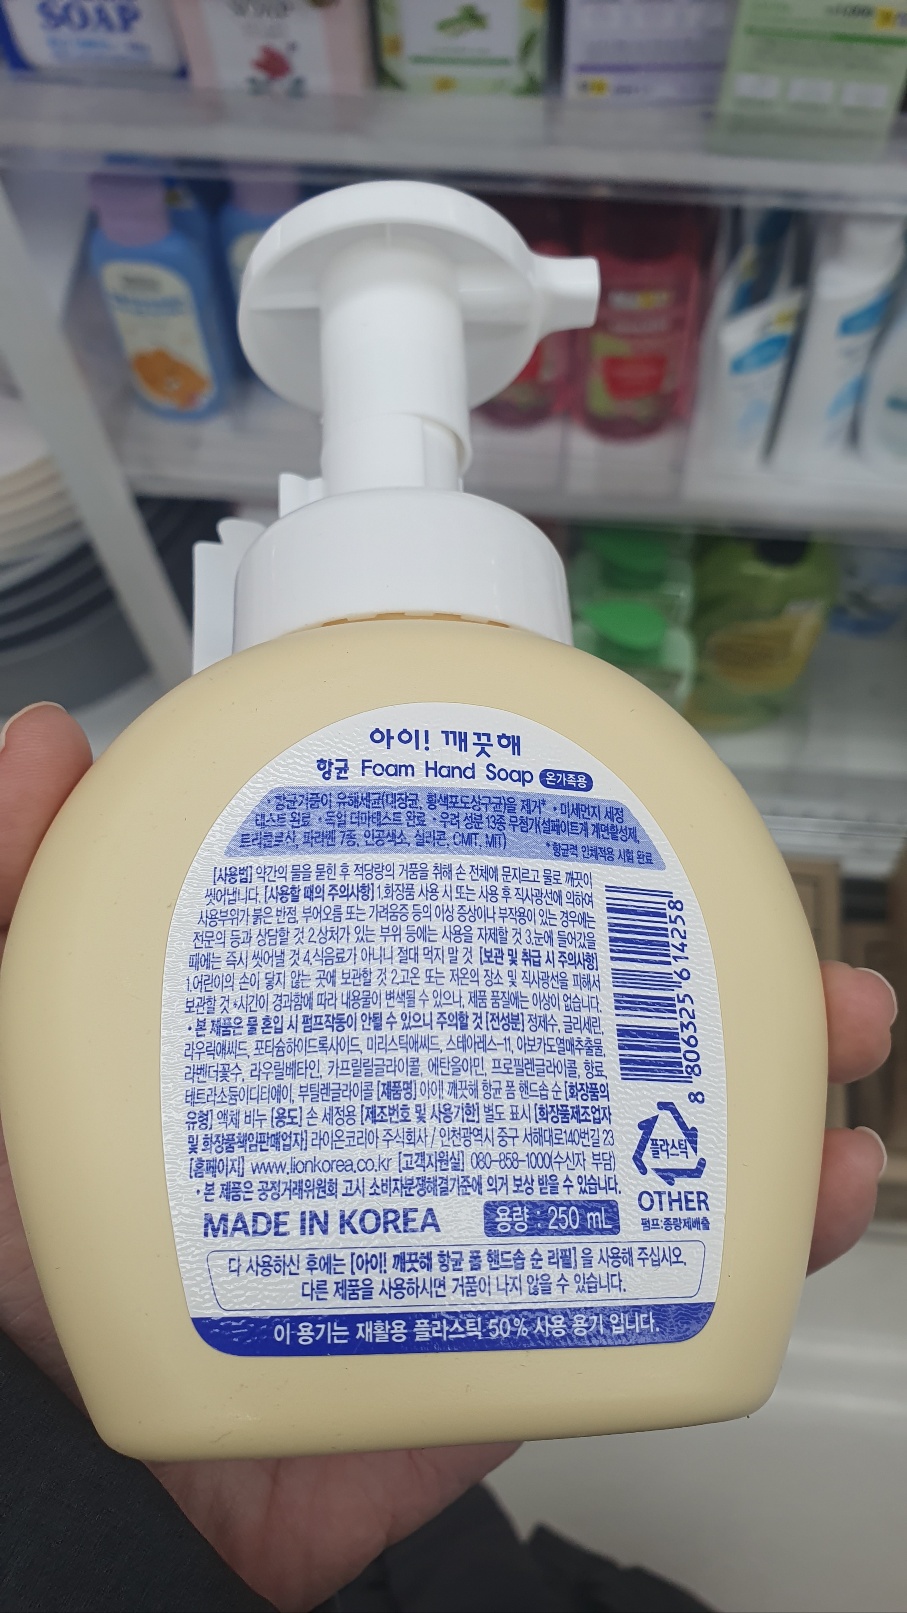 SOAP
SOAP
아이! 깨끗해
항균 Foam Hand Soap 온가족용
• 항균거품이 유해세균(대장균, 황색포도상구균)을 제거* • 미세먼지 세정
테스트 완료 • 독일 더마테스트 완료 • 우려 성분 13종 무첨가(설페이트계 계면활성제,
트리클로산, 파라벤 7종, 인공색소, 실리콘, CMIT, MIT) *항균력 인체적용 시험 완료
[사용법] 약간의 물을 묻힌 후 적당량의 거품을 취해 손 전체에 문지르고 물로 깨끗이
씻어냅니다. [사용할 때의 주의사항] 1.화장품 사용 시 또는 사용 후 직사광선에 의하여
사용부위가 붉은 반점, 부어오름 또는 가려움증 등의 이상 증상이나 부작용이 있는 경우에는
전문의 등과 상담할 것 2.상처가 있는 부위 등에는 사용을 자제할 것 3.눈에 들어갔을
때에는 즉시 씻어낼 것 4.식음료가 아니니 절대 먹지 말 것 [보관 및 취급 시 주의사항]
1.어린이의 손이 닿지 않는 곳에 보관할 것 2.고온 또는 저온의 장소 및 직사광선을 피해서
보관할 것 •시간이 경과함에 따라 내용물이 변색될 수 있으나, 제품 품질에는 이상이 없습니다.
• 본 제품은 물 혼입 시 펌프작동이 안될 수 있으니 주의할 것 [전성분] 정제수, 글리세린,
라우릭애씨드, 포타슘하이드록사이드, 미리스틱애씨드, 스테아레스-11, 아보카도열매추출물,
라벤더꽃수, 라우릴베타인, 카프릴릴글라이콜, 에탄올아민, 프로필렌글라이콜, 향료,
테트라소듐이디티에이, 부틸렌글라이콜 [제품명] 아이! 깨끗해 항균 폼 핸드솝 순 [화장품의
유형] 액체 비누 [용도] 손 세정용 [제조번호 및 사용기한] 별도 표시 [화장품제조업자
및 화장품책임판매업자] 라이온코리아 주식회사 / 인천광역시 중구 서해대로140번길 23
[홈페이지] www.lionkorea.co.kr [고객지원실] 080-858-1000(수신자 부담)
• 본 제품은 공정거래위원회 고시 소비자분쟁해결기준에 의거 보상 받을 수 있습니다.
8 806325 614258
플라스틱
OTHER
펌프:종량제배출
MADE IN KOREA 용량 : 250 mL
다 사용하신 후에는 [아이! 깨끗해 항균 폼 핸드솝 순 리필] 을 사용해 주십시오.
다른 제품을 사용하시면 거품이 나지 않을 수 있습니다.
이 용기는 재활용 플라스틱 50% 사용 용기 입니다.